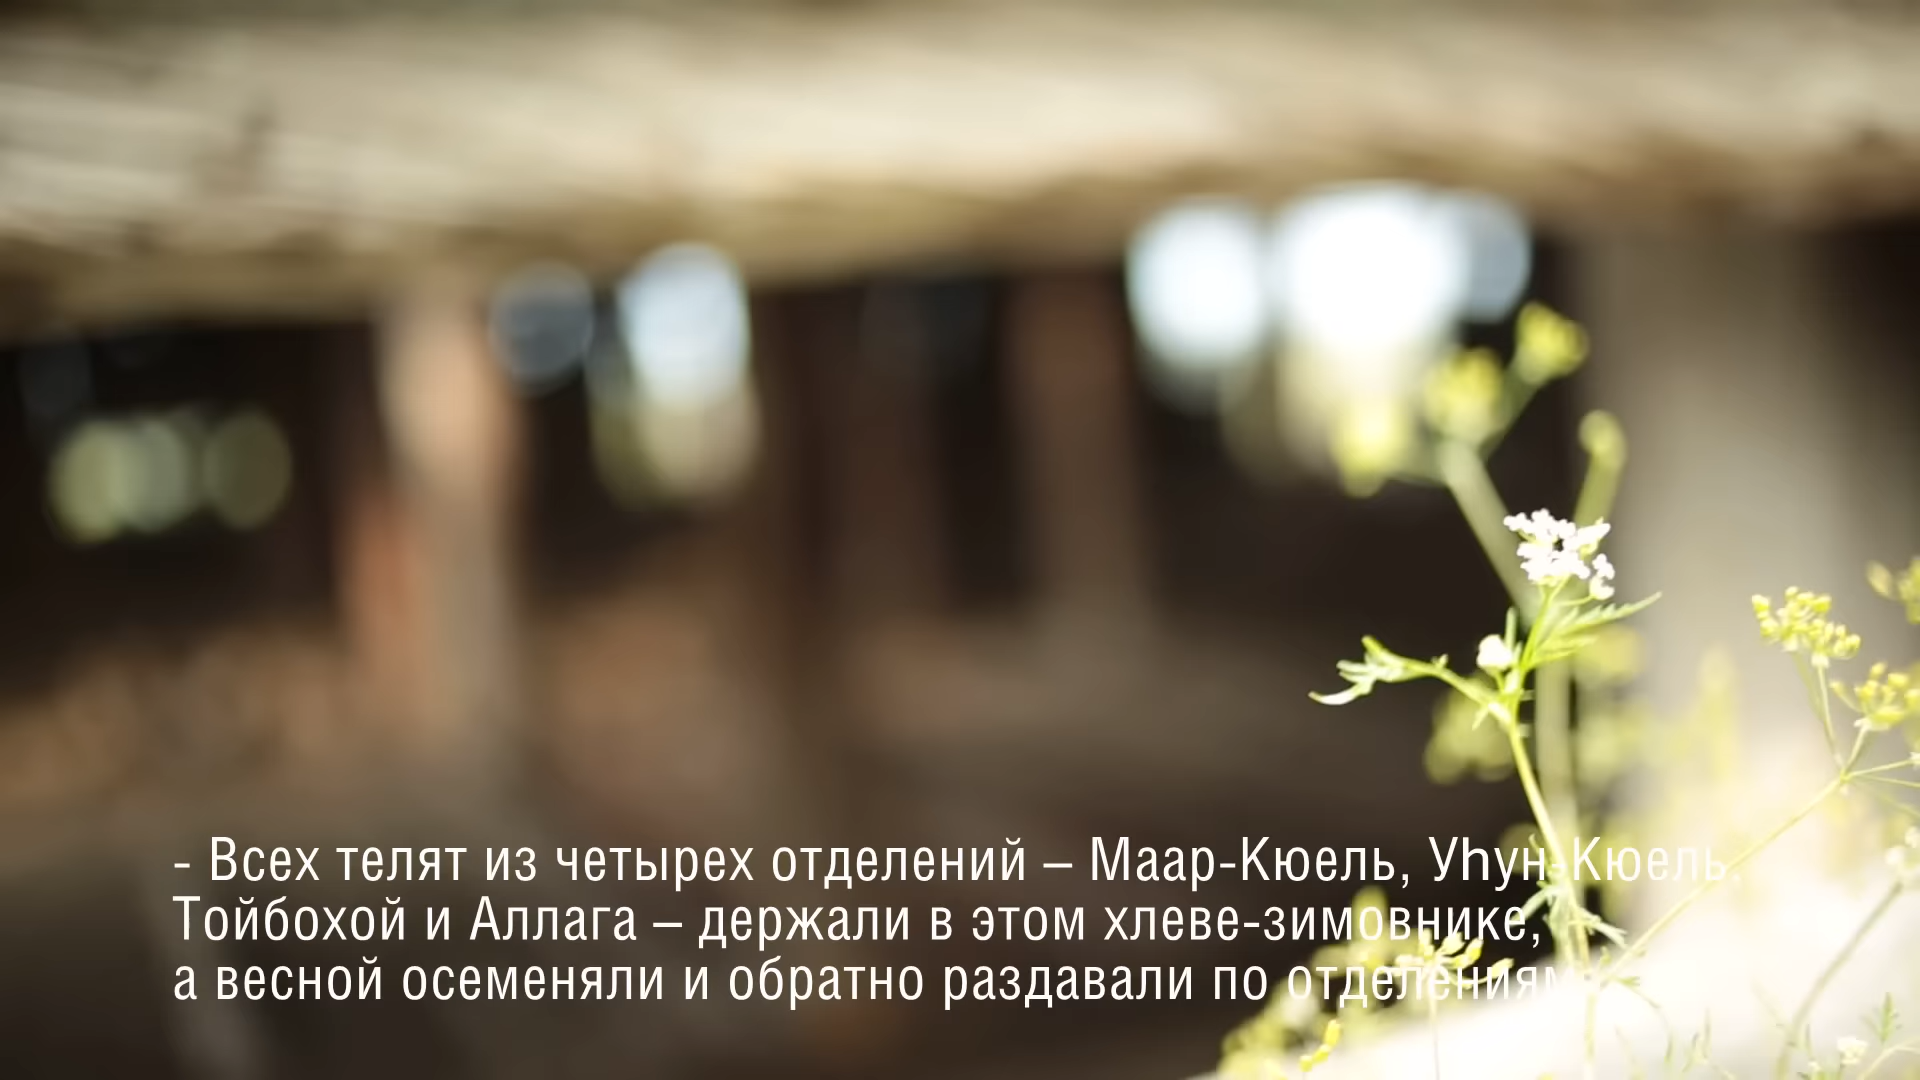 - Всех телят из четырех отделений – Маар-Кюель, Уһун-Кюель,
Тойбохой и Аллага – держали в этом хлеве-зимовнике,
а весной осеменяли и обратно раздавали по отделениям